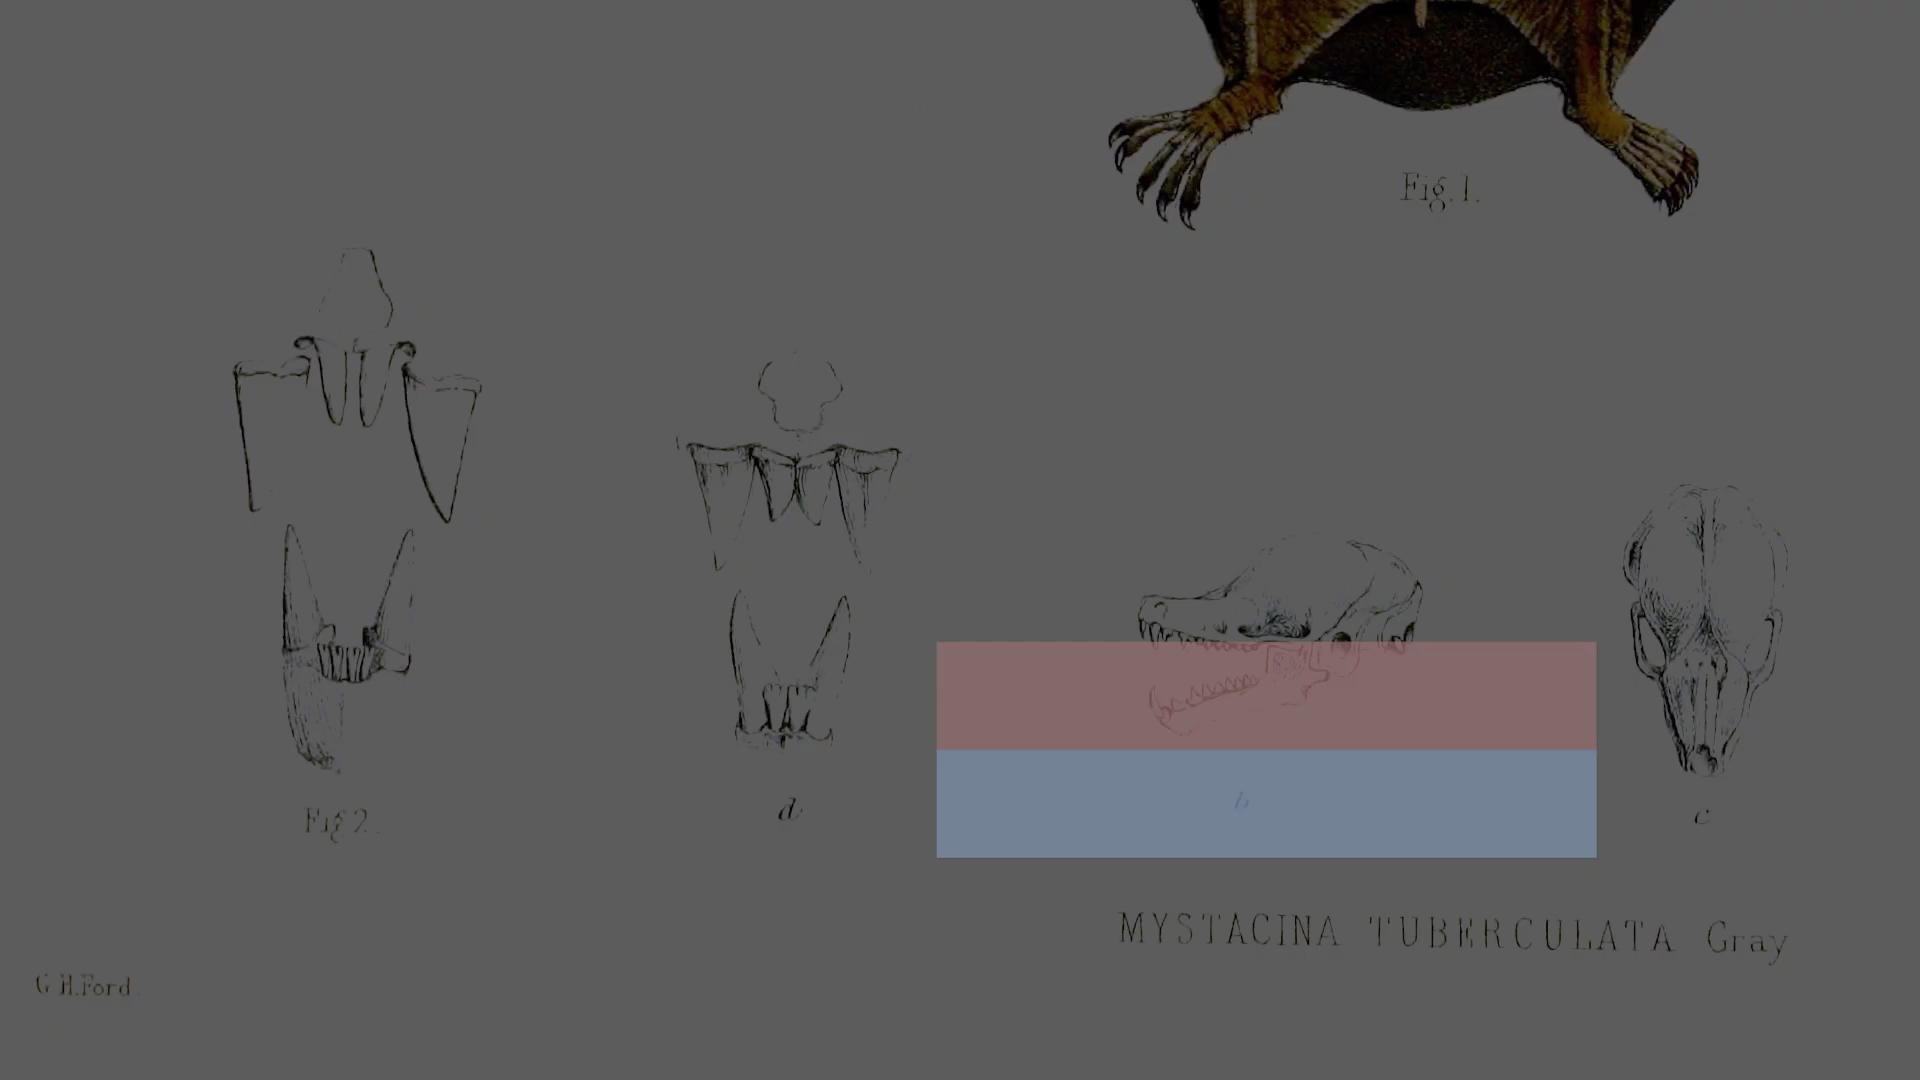 Fig. 1.
Fig 2.
d
b
c
MYSTACINA TUBERCULATA Gray
G H.Ford.